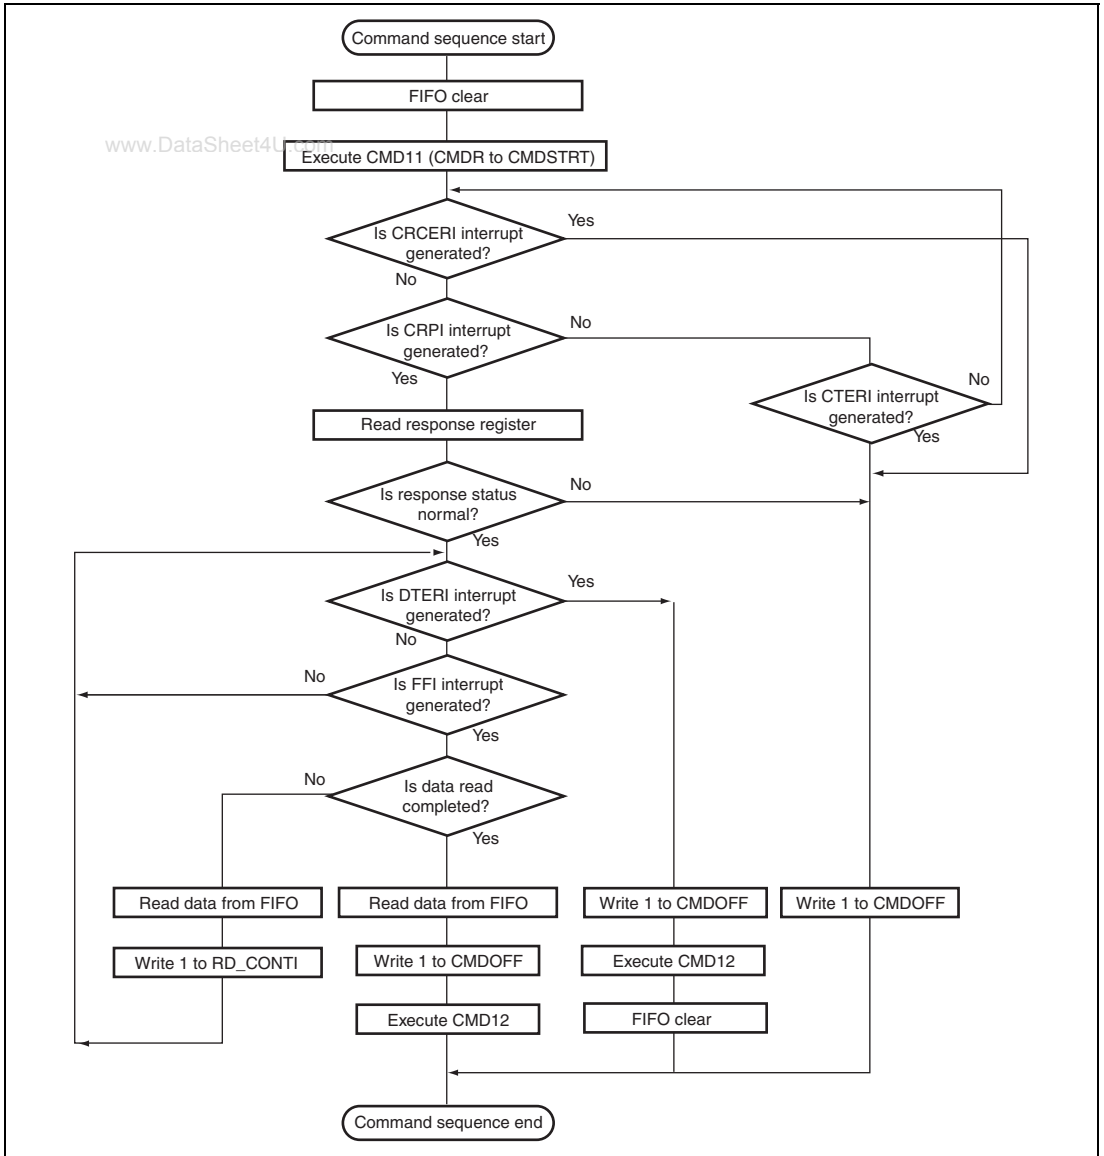 Command sequence start
FIFO clear
www.DataSheet4U.com
Execute CMD11 (CMDR to CMDSTRT)
Is CRCERI interrupt
generated?
Yes
No
Is CRPI interrupt
generated?
No
Yes
Is CTERI interrupt
generated?
No
Yes
Read response register
Is response status
normal?
No
Yes
Is DTERI interrupt
generated?
Yes
No
Is FFI interrupt
generated?
No
Yes
Is data read
completed?
No
Yes
Read data from FIFO
Read data from FIFO
Write 1 to CMDOFF
Write 1 to CMDOFF
Write 1 to RD_CONTI
Write 1 to CMDOFF
Execute CMD12
Execute CMD12
FIFO clear
Command sequence end